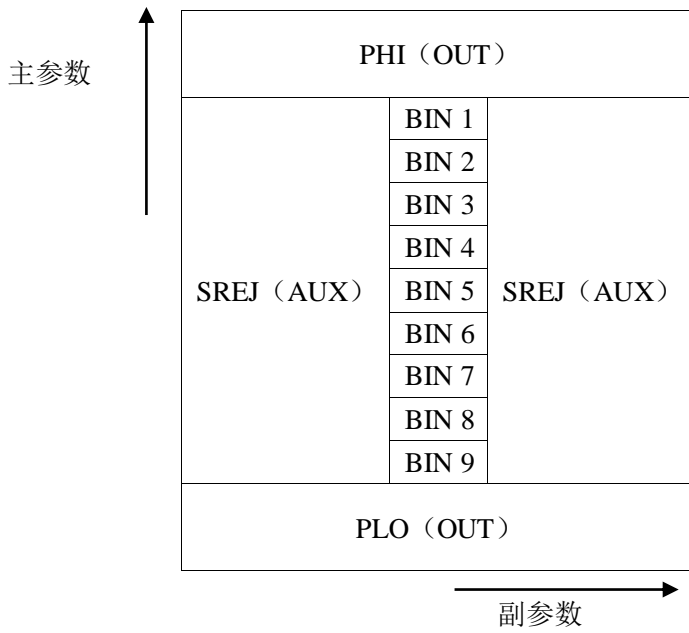 PHI（OUT）
主参数
BIN 1
BIN 2
BIN 3
BIN 4
SREJ（AUX） BIN 5 SREJ（AUX）
BIN 6
BIN 7
BIN 8
BIN 9
PLO（OUT）
副参数